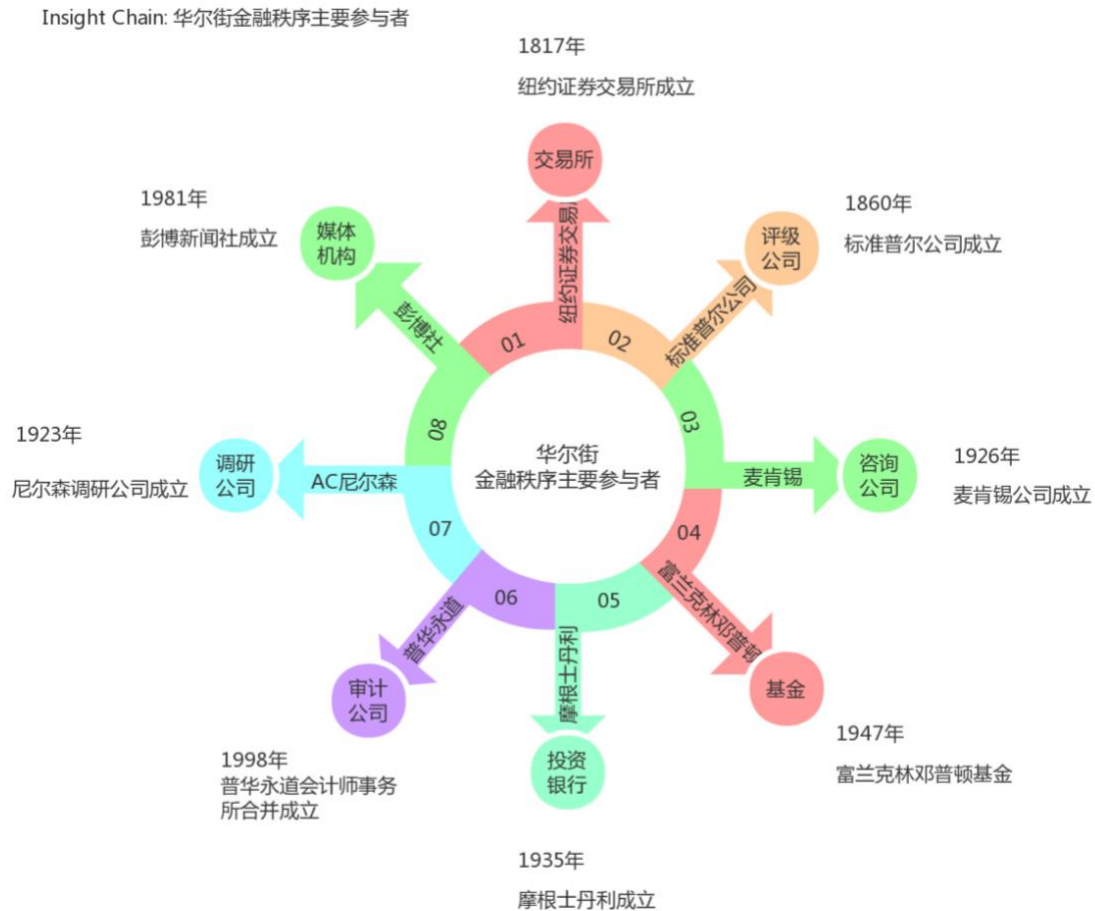 Insight Chain: 华尔街金融秩序主要参与者
1817年
纽约证券交易所成立
交易所
纽约证券交易
01
1860年
标准普尔公司成立
评级
公司
标准普尔公司
02
1926年
麦肯锡公司成立
咨询
公司
麦肯锡
03
1947年
富兰克林邓普顿基金
基金
富兰克林邓普顿
04
1935年
摩根士丹利成立
投资
银行
摩根士丹利
05
1998年
普华永道会计师事务
所合并成立
审计
公司
普华永道
06
1923年
尼尔森调研公司成立
调研
公司
AC尼尔森
07
1981年
彭博新闻社成立
媒体
机构
彭博社
08
华尔街
金融秩序主要参与者